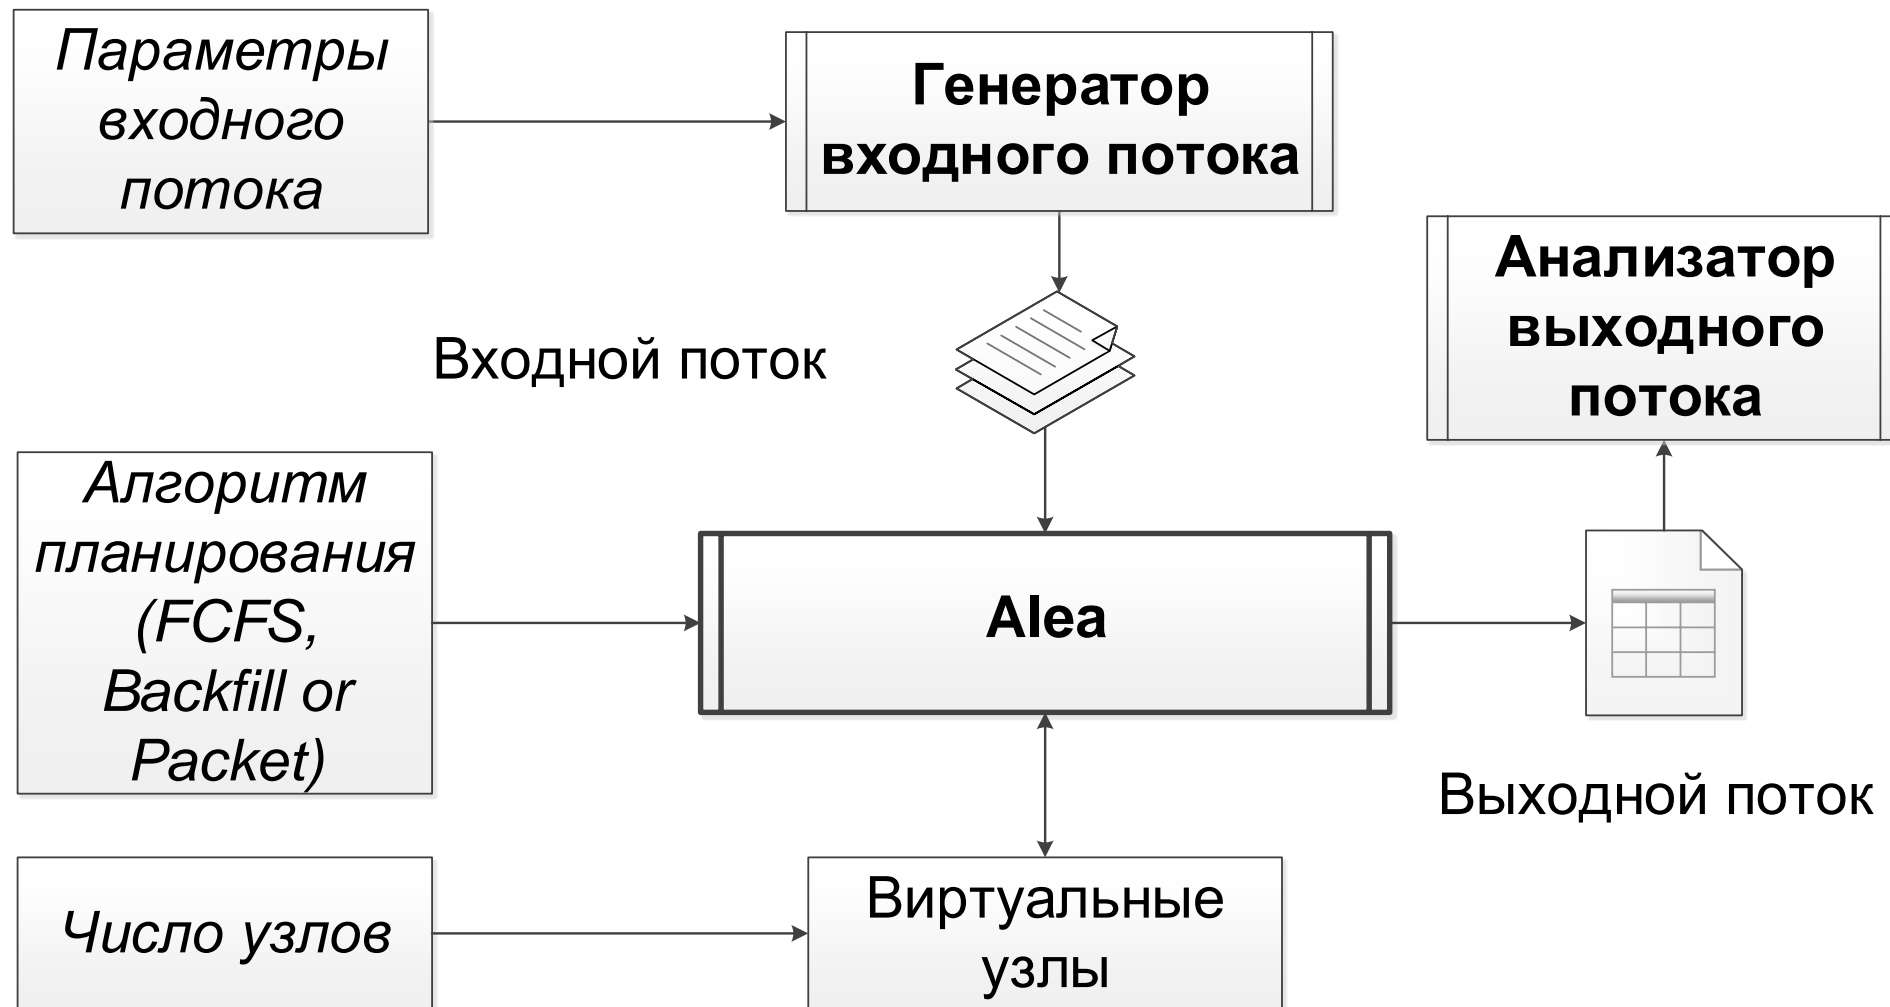 Параметры
входного
потока
Генератор
входного потока
Анализатор
выходного
потока
Входной поток
Алгоритм
планирования
(FCFS,
Backfill or
Packet)
Alea
Выходной поток
Число узлов
Виртуальные
узлы